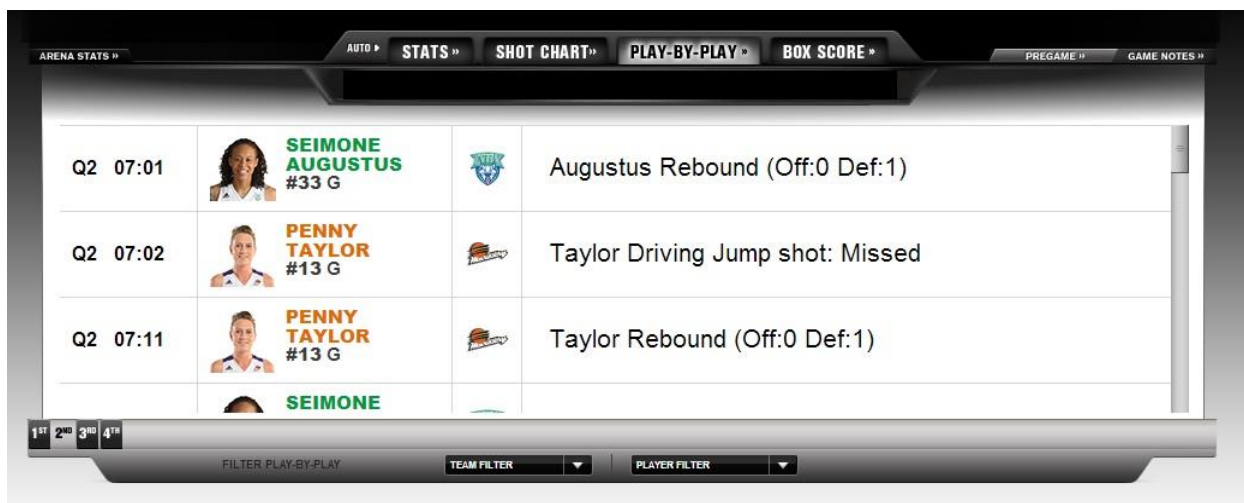 ARENA STATS »
AUTO
STATS »
SHOT CHART»
PLAY-BY-PLAY »
BOX SCORE »
PREGAME »
GAME NOTES »
Q2 07:01
SEIMONE
AUGUSTUS
#33 G
Augustus Rebound (Off:0 Def:1)
Q2 07:02
PENNY
TAYLOR
#13 G
Taylor Driving Jump shot: Missed
Q2 07:11
PENNY
TAYLOR
#13 G
Taylor Rebound (Off:0 Def:1)
SEIMONE
1ST 2ND 3RD 4TH
FILTER PLAY-BY-PLAY
TEAM FILTER
PLAYER FILTER